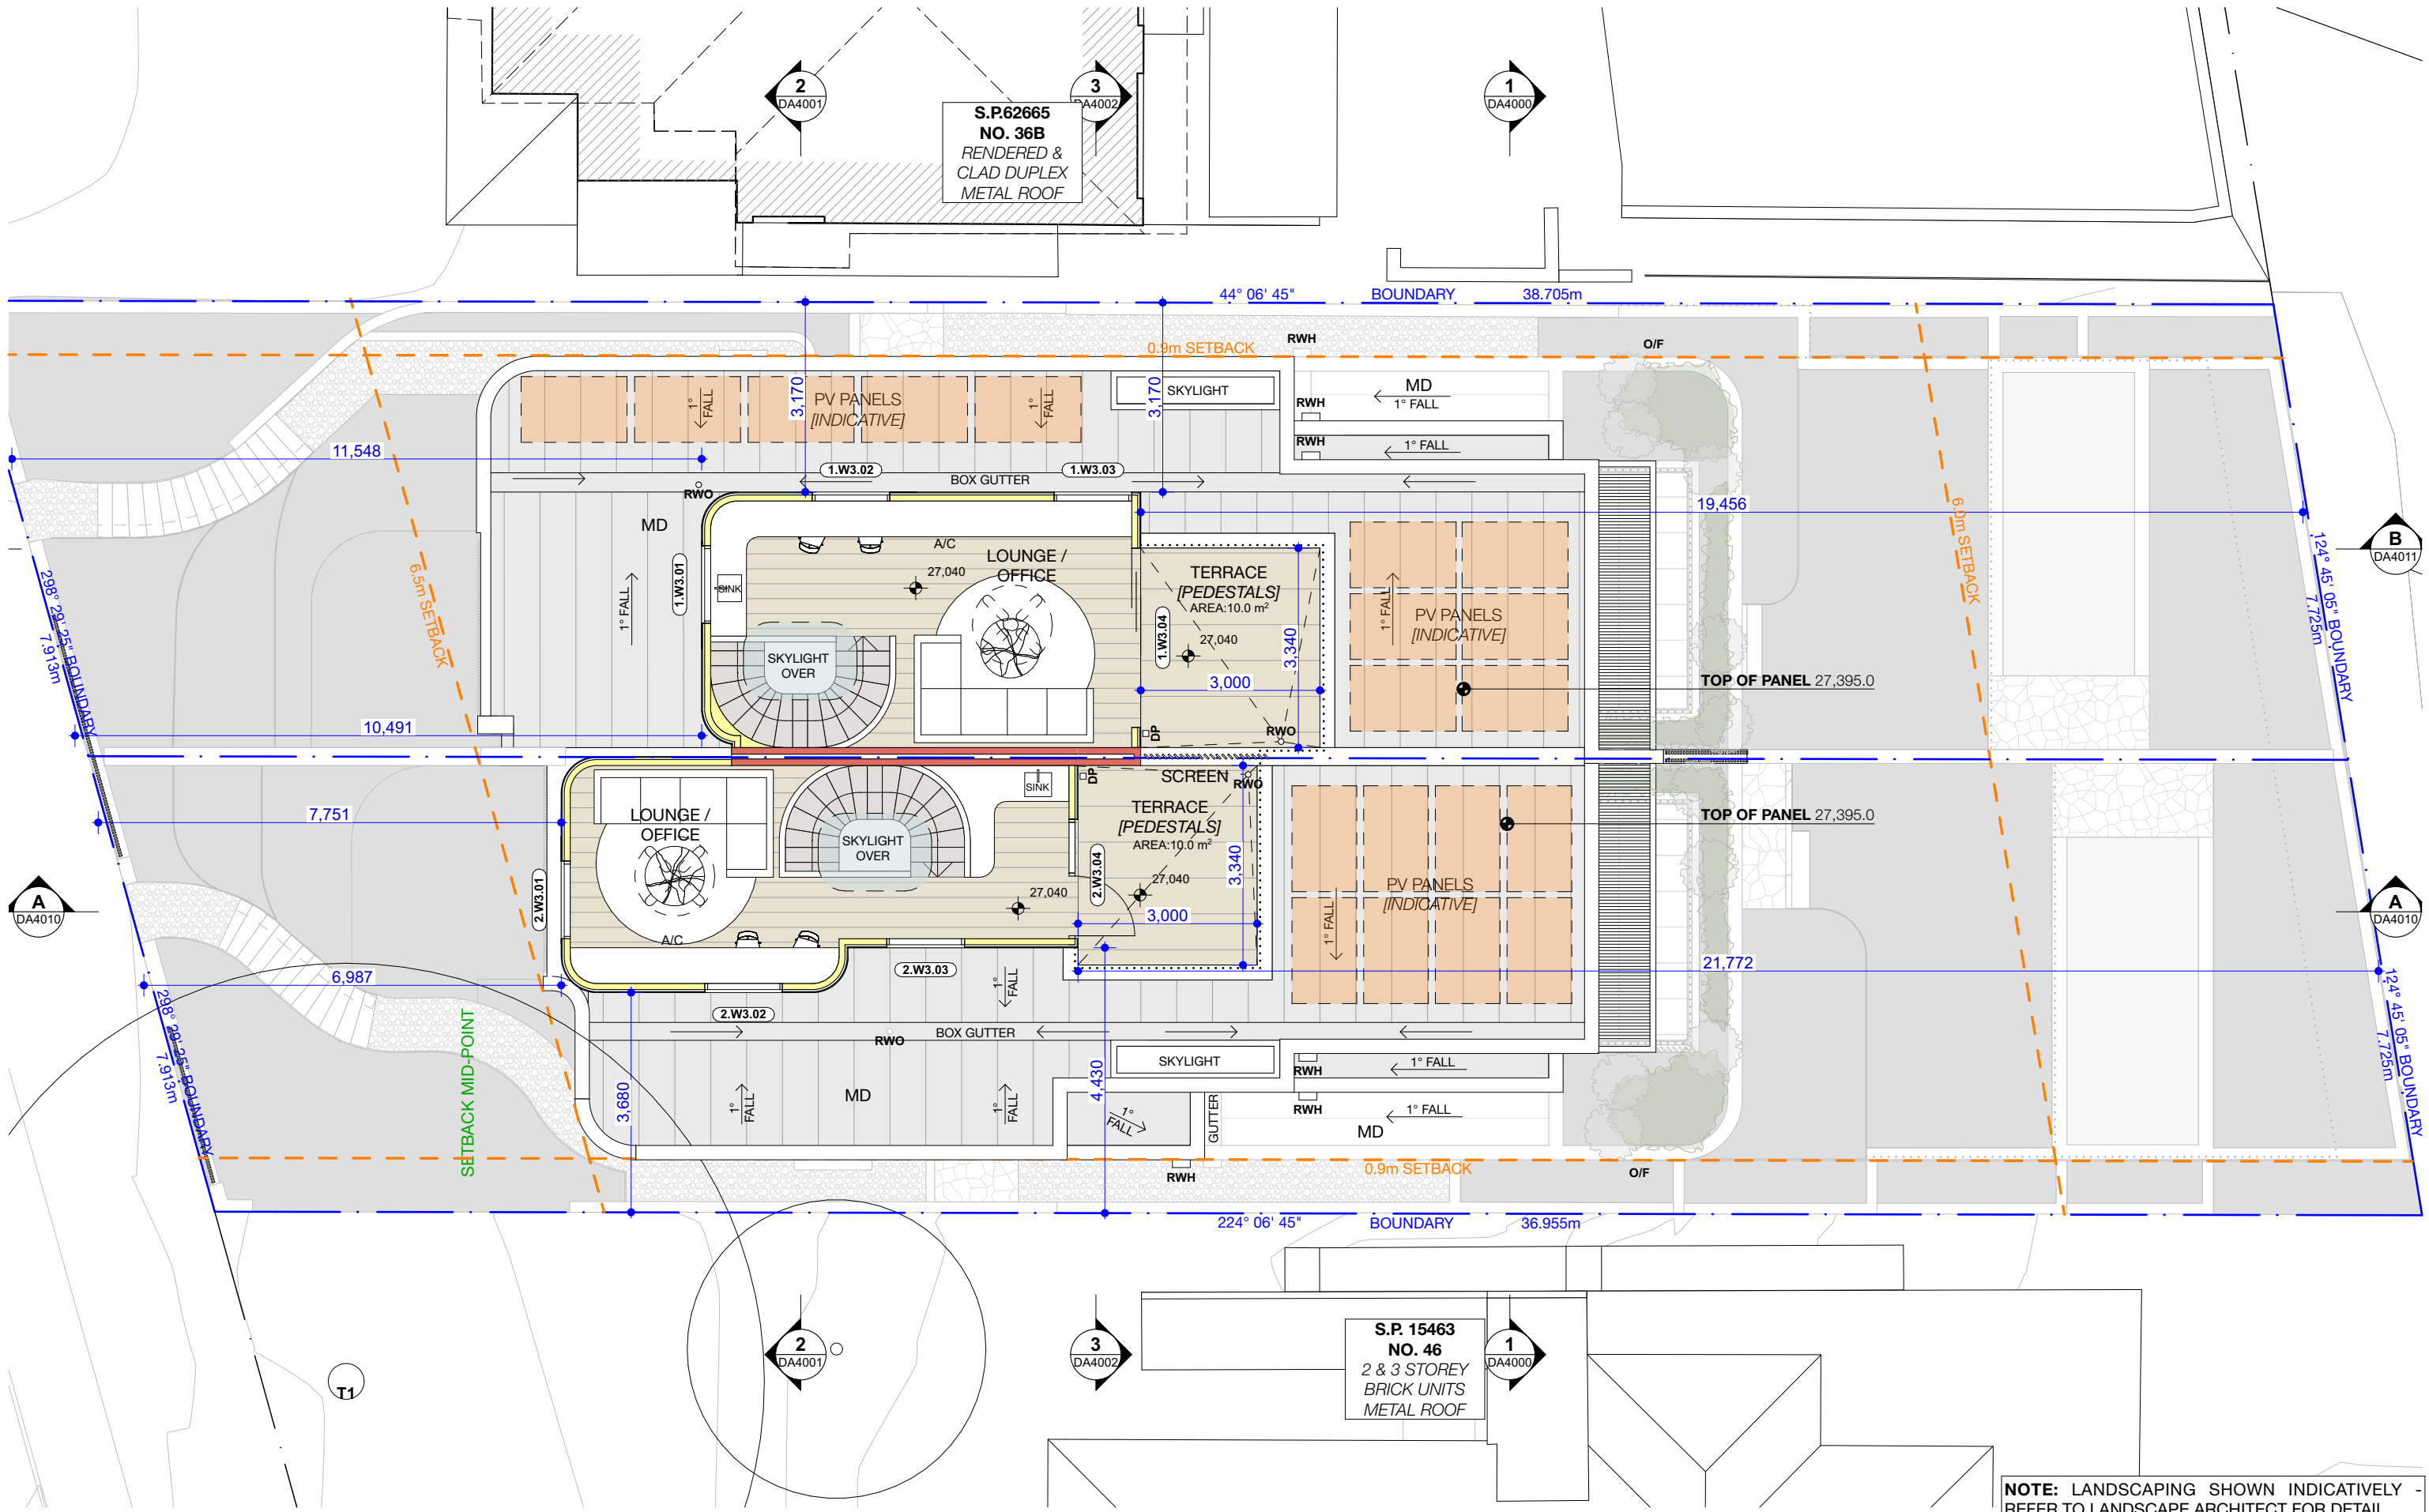 2
DA4001
3
DA4002
1
DA4000
S.P.62665
NO. 36B
RENDERED &
CLAD DUPLEX
METAL ROOF
44° 06' 45"
BOUNDARY
38.705m
0.9m SETBACK
RWH
O/F
PV PANELS
[INDICATIVE]
1°
FALL
1°
FALL
3,170
3,170
SKYLIGHT
MD
1° FALL
RWH
RWH
1° FALL
11,548
1.W3.02
1.W3.03
BOX GUTTER
RWO
MD
19,456
6.0m SETBACK
B
DA4011
6.5m SETBACK
1° FALL
1.W3.01
SINK
A/C
27,040
LOUNGE /
OFFICE
TERRACE
[PEDESTALS]
AREA:10.0 m²
1.W3.04
27,040
3,340
3,000
1° FALL
PV PANELS
[INDICATIVE]
124° 45' 05" BOUNDARY
7.725m
298° 29' 25" BOUNDARY
7.913m
SKYLIGHT
OVER
TOP OF PANEL 27,395.0
10,491
DP
RWO
SCREEN
RWO
DP
SINK
7,751
LOUNGE /
OFFICE
SKYLIGHT
OVER
TERRACE
[PEDESTALS]
AREA:10.0 m²
TOP OF PANEL 27,395.0
2.W3.04
27,040
27,040
3,340
3,000
PV PANELS
[INDICATIVE]
1° FALL
A
DA4010
A
DA4010
2.W3.01
A/C
2.W3.03
6,987
21,772
1°
FALL
2.W3.02
BOX GUTTER
RWO
SETBACK MID-POINT
298° 29' 25" BOUNDARY
7.913m
124° 45' 05" BOUNDARY
7.725m
SKYLIGHT
RWH
1° FALL
3,680
4,430
1°
FALL
MD
1°
FALL
1°
FALL
GUTTER
RWH
1° FALL
MD
0.9m SETBACK
RWH
O/F
224° 06' 45"
BOUNDARY
36.955m
T1
2
DA4001
3
DA4002
S.P. 15463
NO. 46
2 & 3 STOREY
BRICK UNITS
METAL ROOF
1
DA4000
NOTE: LANDSCAPING SHOWN INDICATIVELY -
REFER TO LANDSCAPE ARCHITECT FOR DETAIL